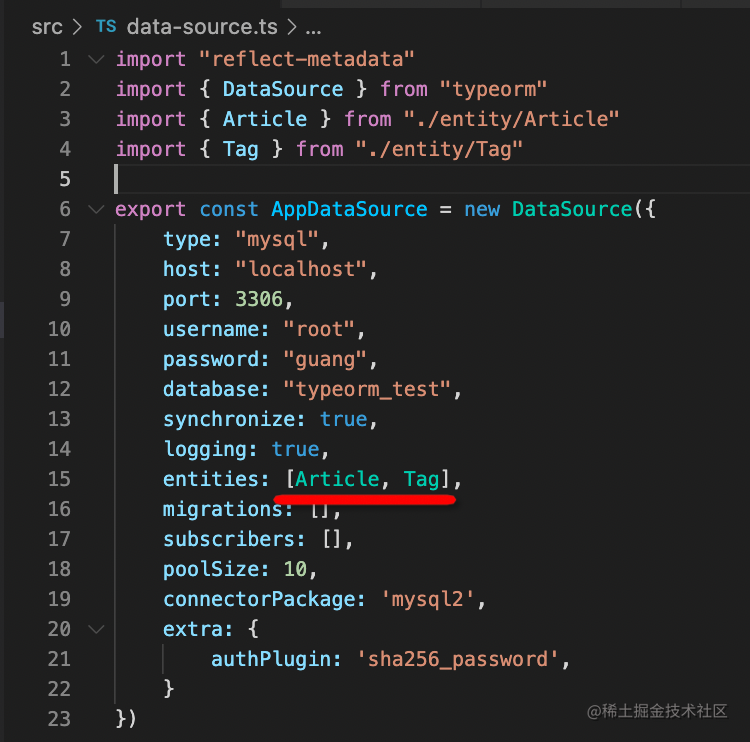 src > TS data-source.ts > ...
1 import "reflect-metadata"
2 import { DataSource } from "typeorm"
3 import { Article } from "./entity/Article"
4 import { Tag } from "./entity/Tag"
5
6 export const AppDataSource = new DataSource({
7 type: "mysql",
8 host: "localhost",
9 port: 3306,
10 username: "root",
11 password: "guang",
12 database: "typeorm_test",
13 synchronize: true,
14 logging: true,
15 entities: [Article, Tag],
16 migrations: [],
17 subscribers: [],
18 poolSize: 10,
19 connectorPackage: 'mysql2',
20 extra: {
21 authPlugin: 'sha256_password',
22 }
23 })
@稀土掘金技术社区